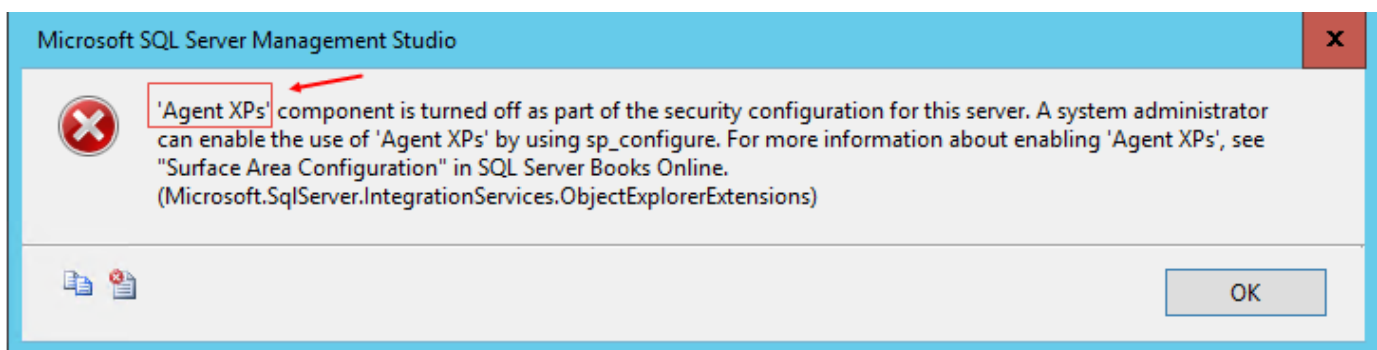 Microsoft SQL Server Management Studio
x
'Agent XPs' component is turned off as part of the security configuration for this server. A system administrator
can enable the use of 'Agent XPs' by using sp_configure. For more information about enabling 'Agent XPs', see
"Surface Area Configuration" in SQL Server Books Online.
(Microsoft.SqlServer.IntegrationServices.ObjectExplorerExtensions)
OK